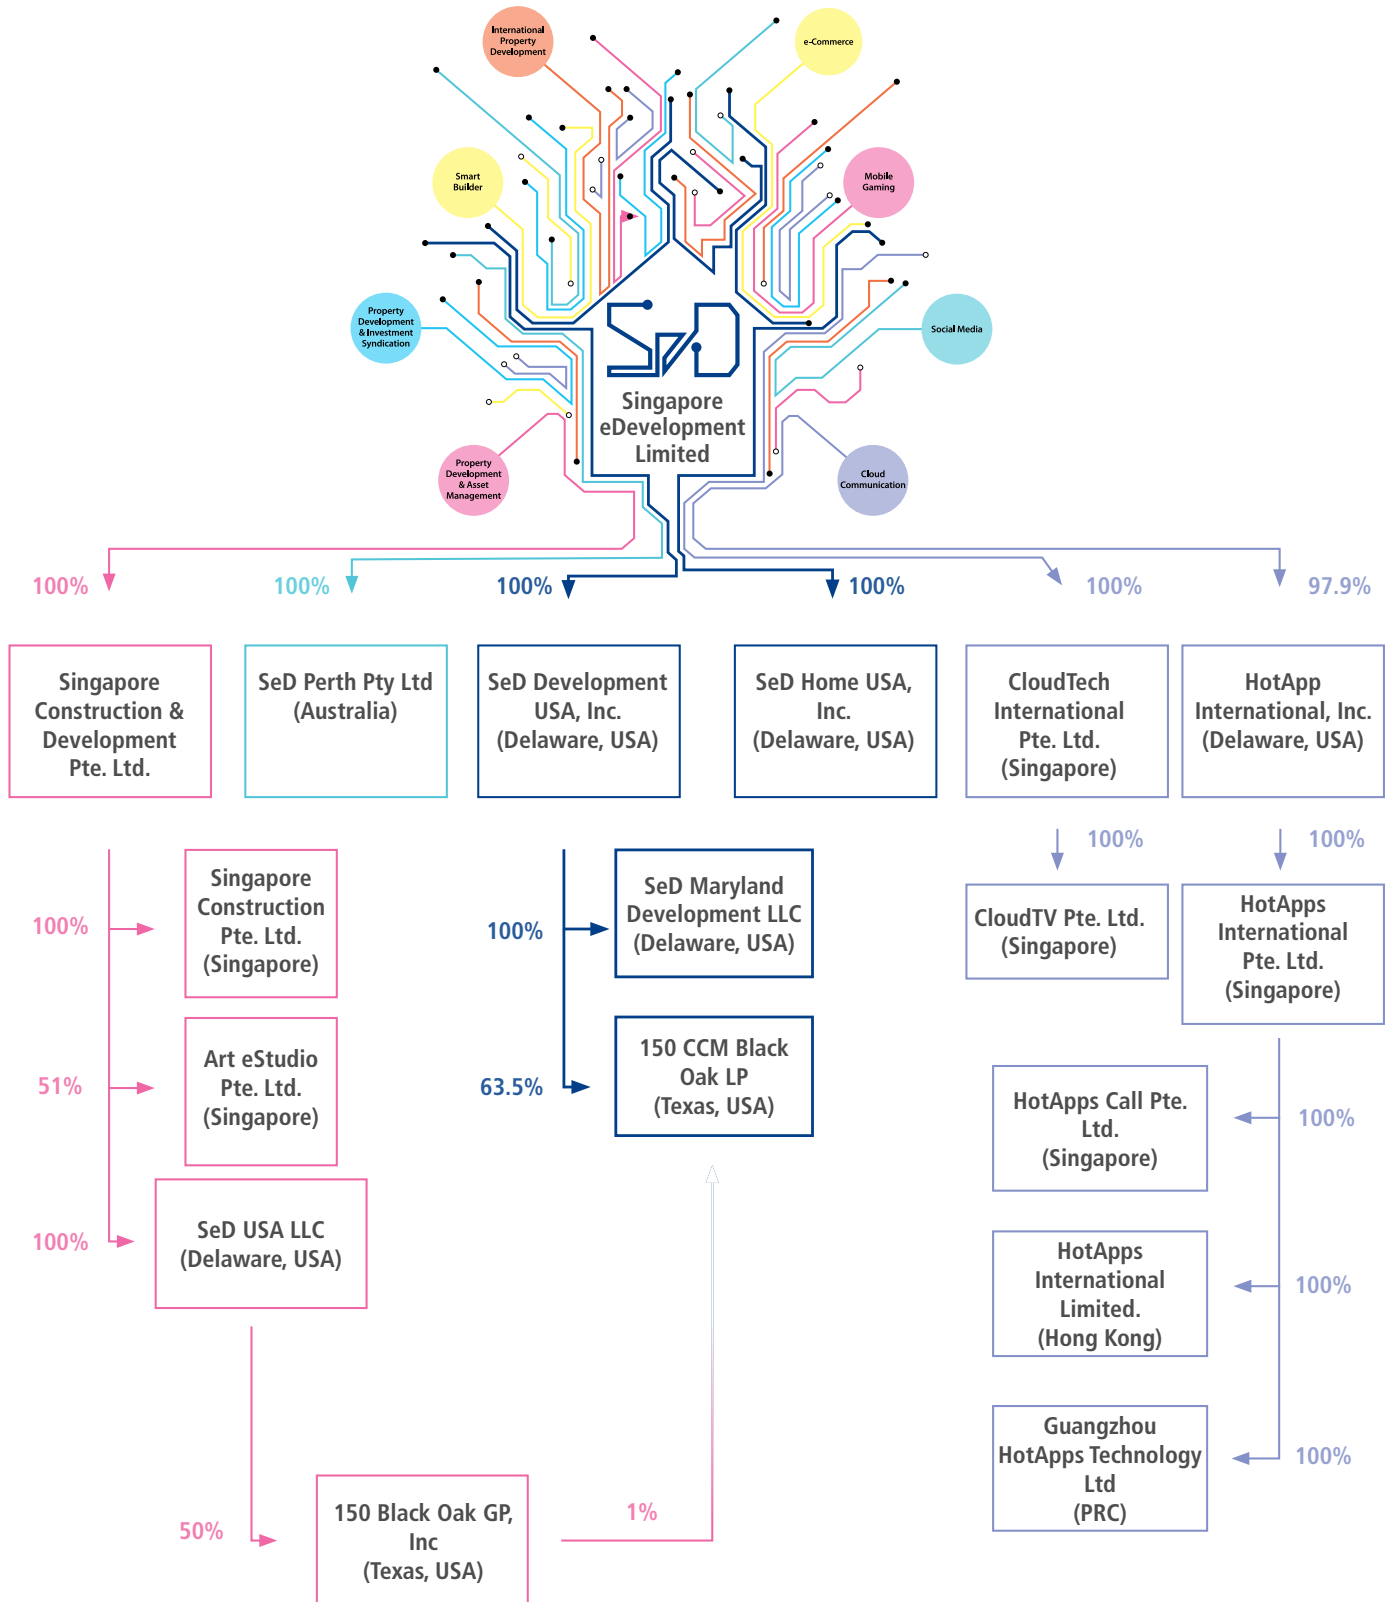 International
Property
Development
e-Commerce
Smart
Builder
Mobile
Gaming
Property
Development
& Investment
Syndication
Social Media
Singapore
eDevelopment
Limited
Property
Development
& Asset
Management
Cloud
Communication
100%
100%
100%
100%
100%
97.9%
Singapore
Construction &
Development
Pte. Ltd.
SeD Perth Pty Ltd
(Australia)
SeD Development
USA, Inc.
(Delaware, USA)
SeD Home USA,
Inc.
(Delaware, USA)
CloudTech
International
Pte. Ltd.
(Singapore)
HotApp
International, Inc.
(Delaware, USA)
100%
100%
100%
Singapore
Construction
Pte. Ltd.
(Singapore)
100%
SeD Maryland
Development LLC
(Delaware, USA)
CloudTV Pte. Ltd.
(Singapore)
HotApps
International
Pte. Ltd.
(Singapore)
51%
Art eStudio
Pte. Ltd.
(Singapore)
63.5%
150 CCM Black
Oak LP
(Texas, USA)
HotApps Call Pte.
Ltd.
(Singapore)
100%
100%
SeD USA LLC
(Delaware, USA)
HotApps
International
Limited.
(Hong Kong)
100%
Guangzhou
HotApps Technology
Ltd
(PRC)
100%
50%
150 Black Oak GP,
Inc
(Texas, USA)
1%